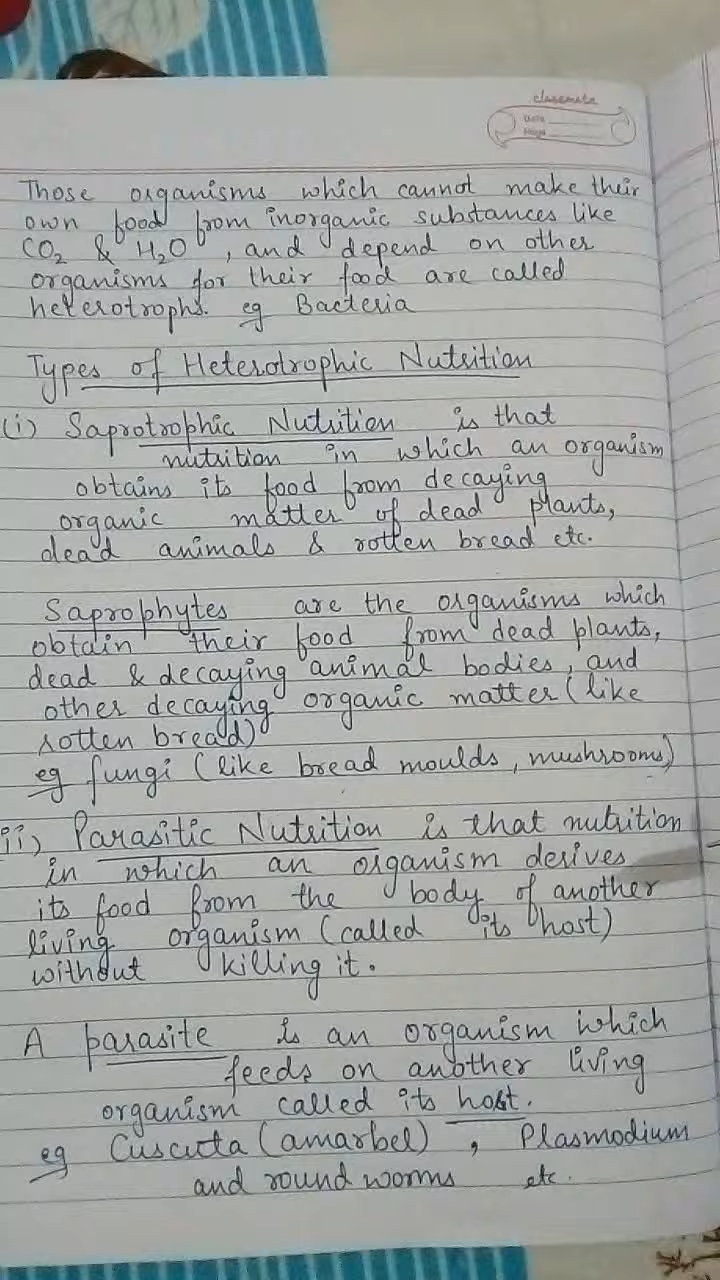 classmate
Date
Page
Those organisms which cannot make their
own food from inorganic substances like
CO₂ & H₂O , and depend on other
organisms for their food are called
heterotrophs. eg Bacteria
Types of Heterotrophic Nutrition
(i) Saprotrophic Nutrition is that
nutrition in which an organism
obtains its food from decaying
organic matter of dead plants,
dead animals & rotten bread etc.
Saprophytes are the organisms which
obtain their food from dead plants,
dead & decaying animal bodies, and
other decaying organic matter (like
rotten bread)
eg fungi (like bread moulds, mushrooms)
ii) Parasitic Nutrition is that nutrition
in which an organism derives
its food from the body of another
living organism (called its host)
without killing it.
A parasite is an organism which
feeds on another living
organism called its host.
eg Cuscuta (amarbel) , Plasmodium
and round worms etc.